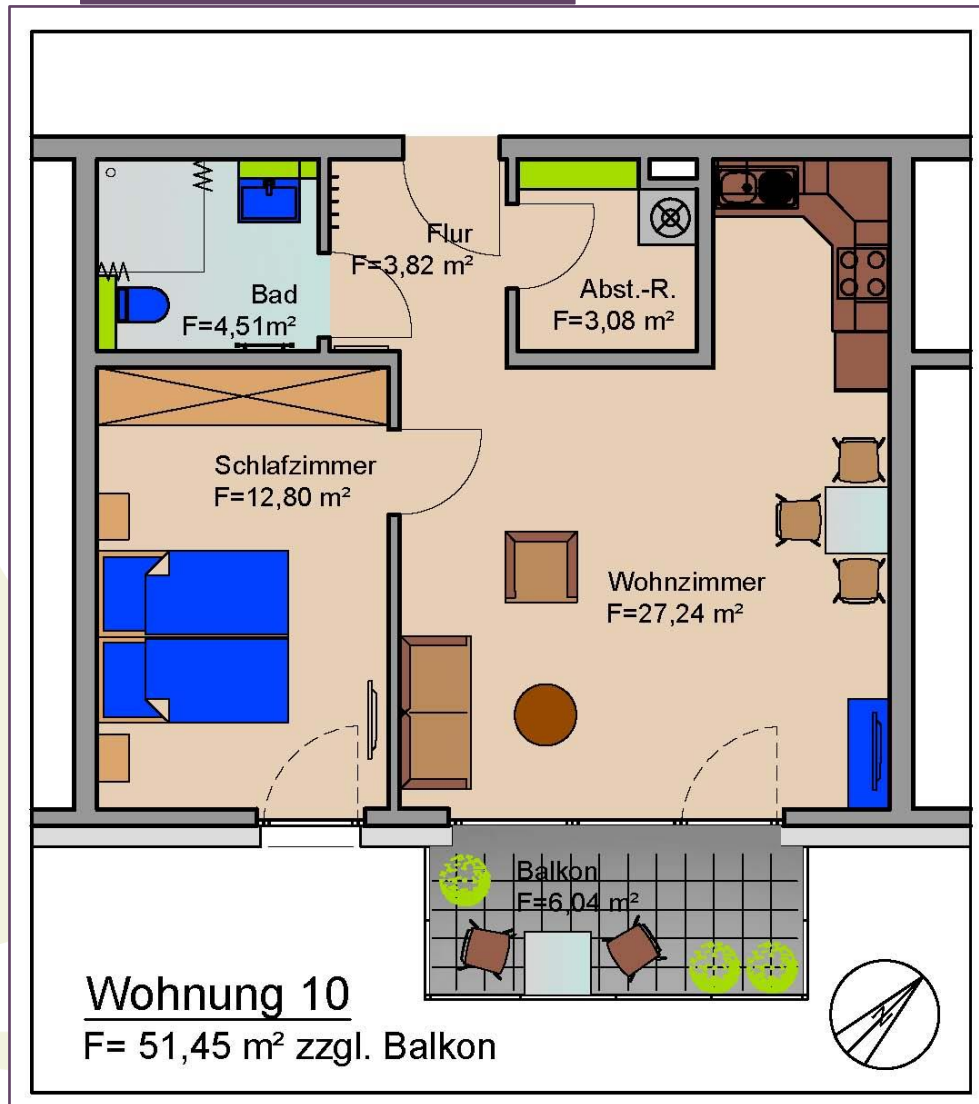 Flur
F=3,82 m²
Bad
F=4,51m²
Abst.-R.
F=3,08 m²
Schlafzimmer
F=12,80 m²
Wohnzimmer
F=27,24 m²
Balkon
F=6,04 m²
Wohnung 10
F= 51,45 m² zzgl. Balkon
N